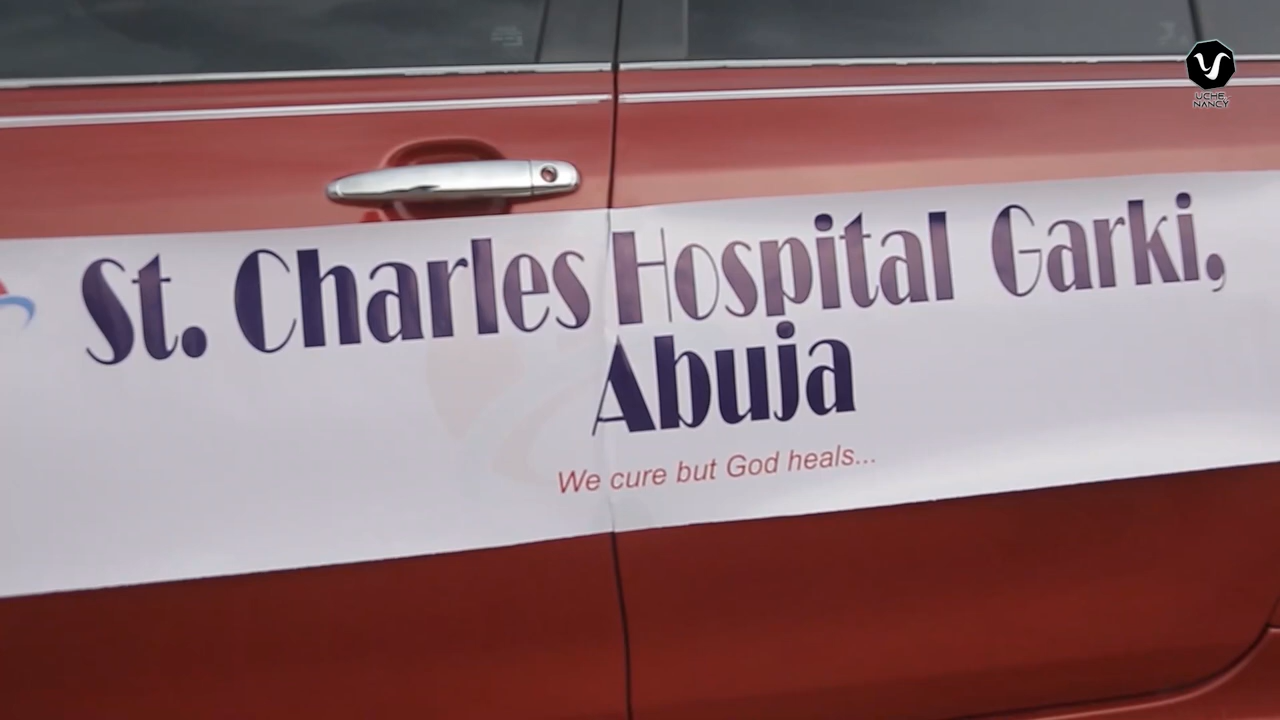 UCHE
NANCY
St. Charles Hospital Garki,
Abuja
We cure but God heals...